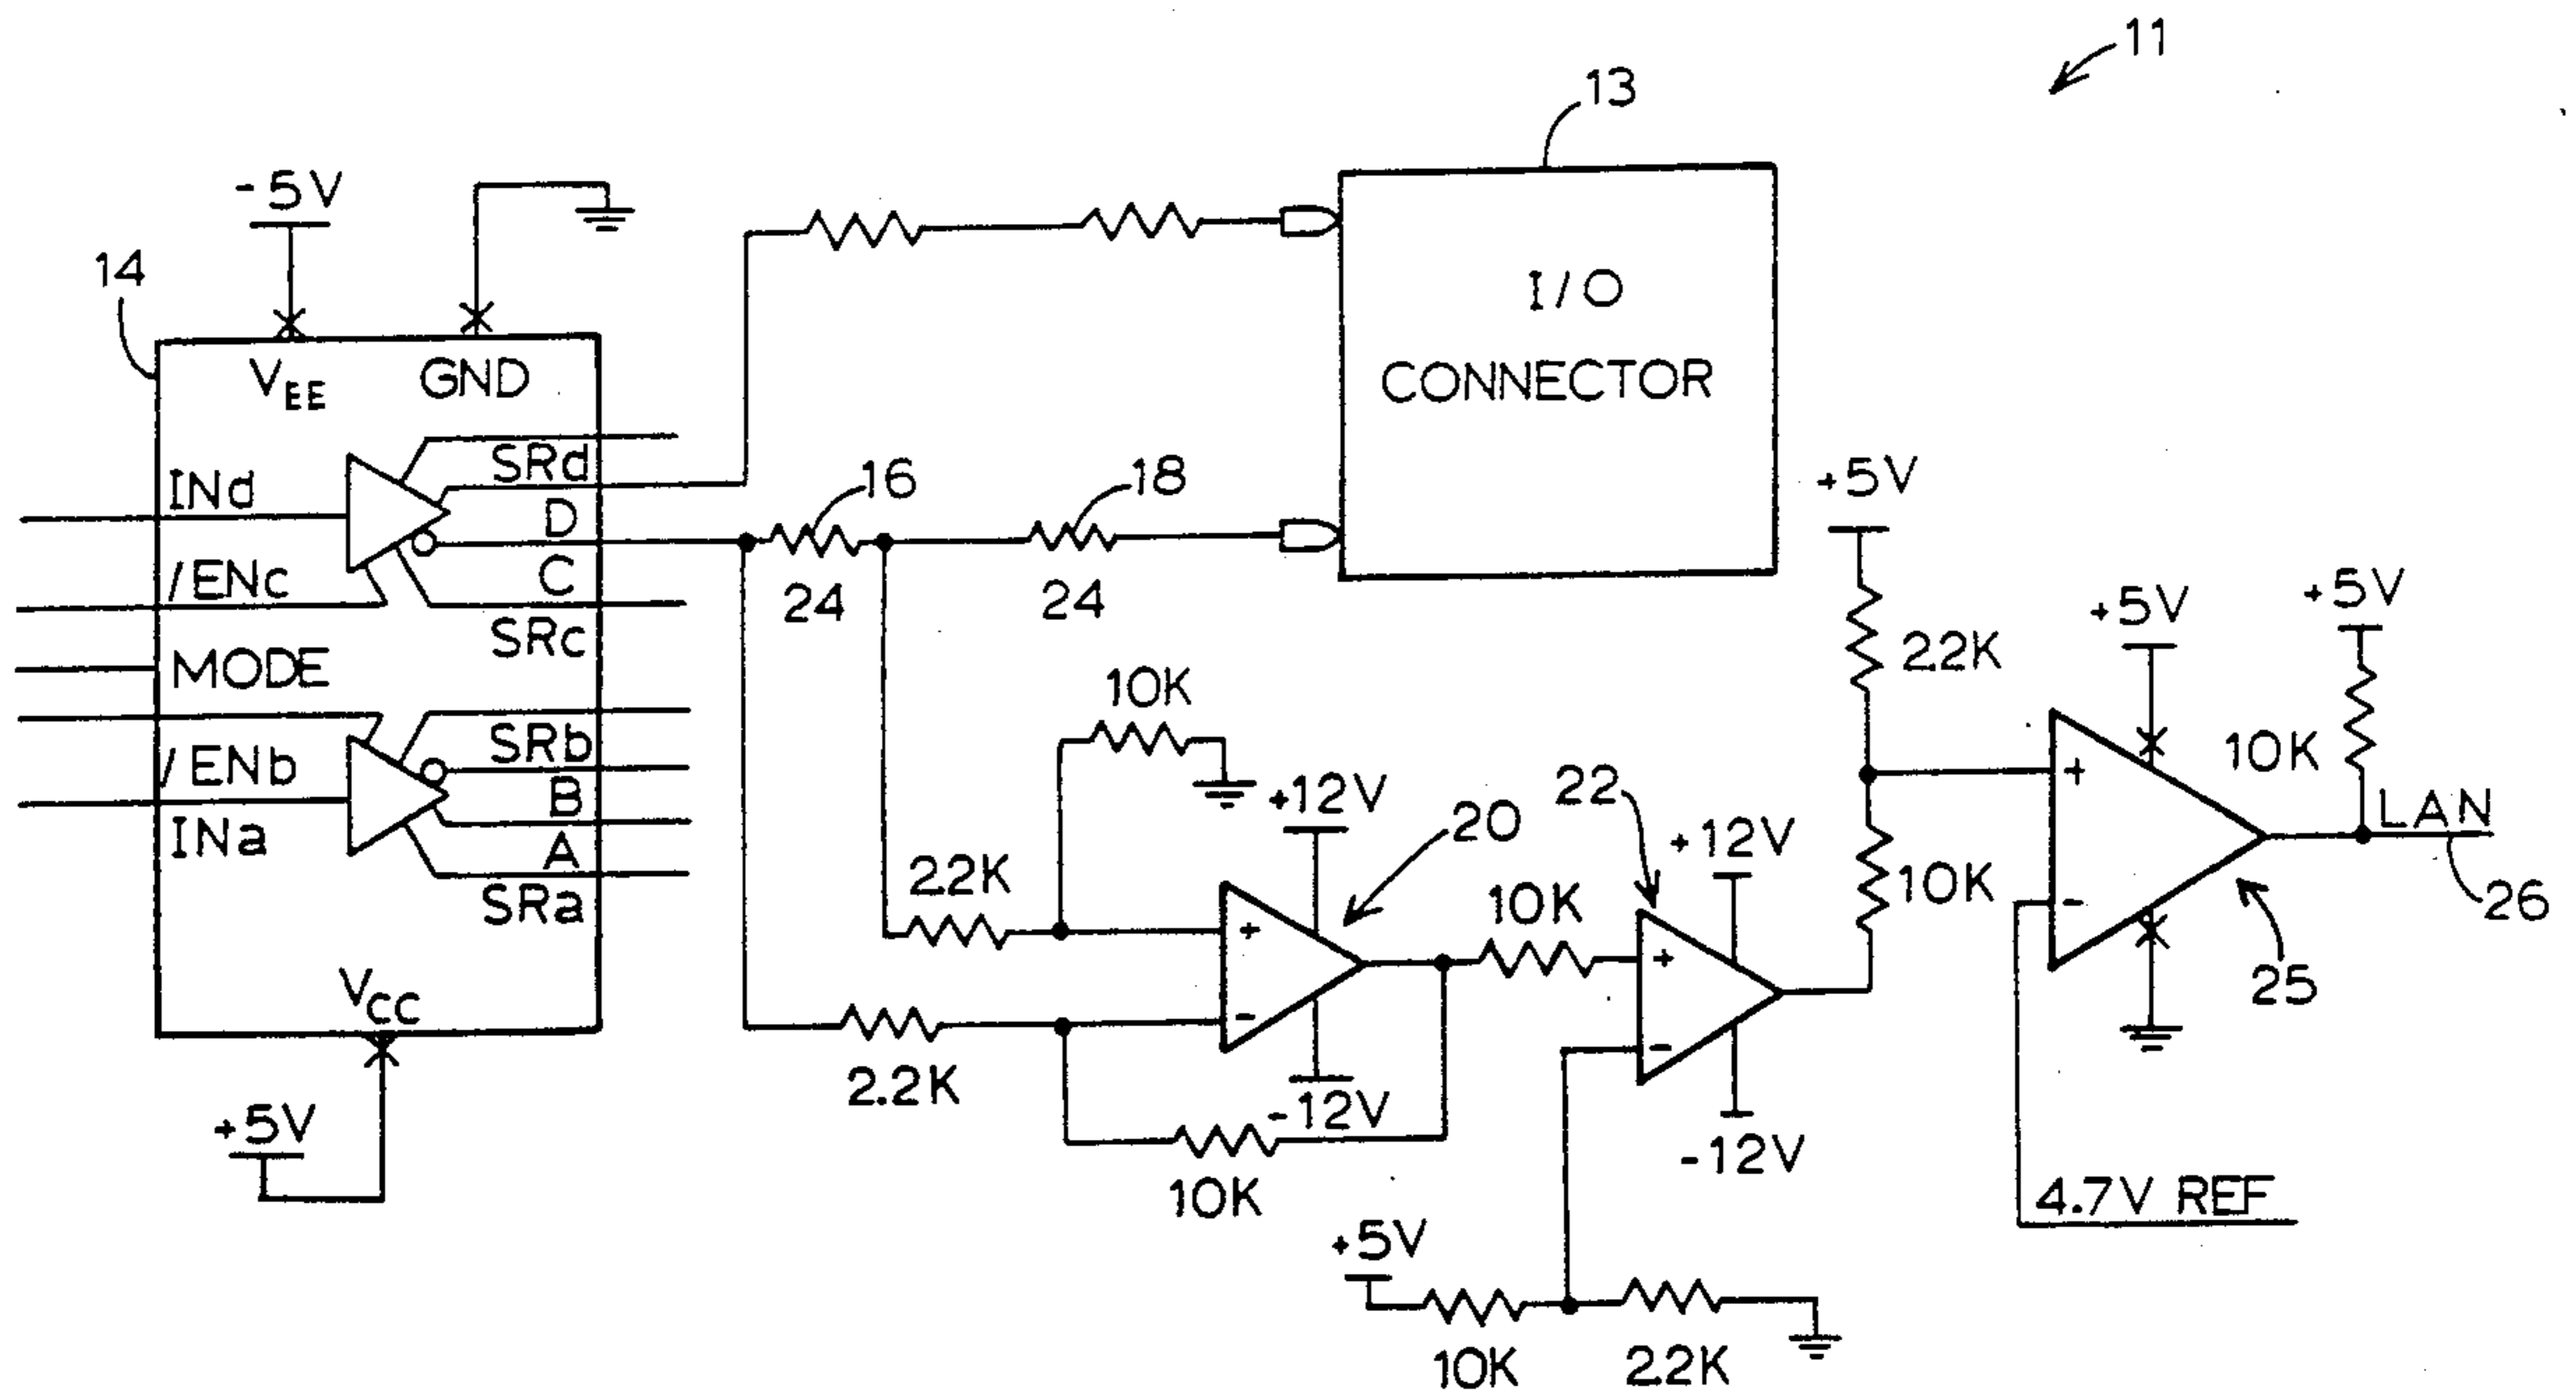 11
13
-5V
14
I/O
CONNECTOR
VEE
GND
SRd
INd
D
16
18
+5V
/ENc
C
24
24
SRc
+5V
+5V
2.2K
MODE
10K
SRb
/ENb
B
+12V
22
+
10K
LAN
INa
A
20
+12V
SRa
2.2K
+
10K
+
10K
-
26
25
VCC
-
-
2.2K
-12V
-12V
+5V
10K
4.7V REF
+5V
10K
2.2K